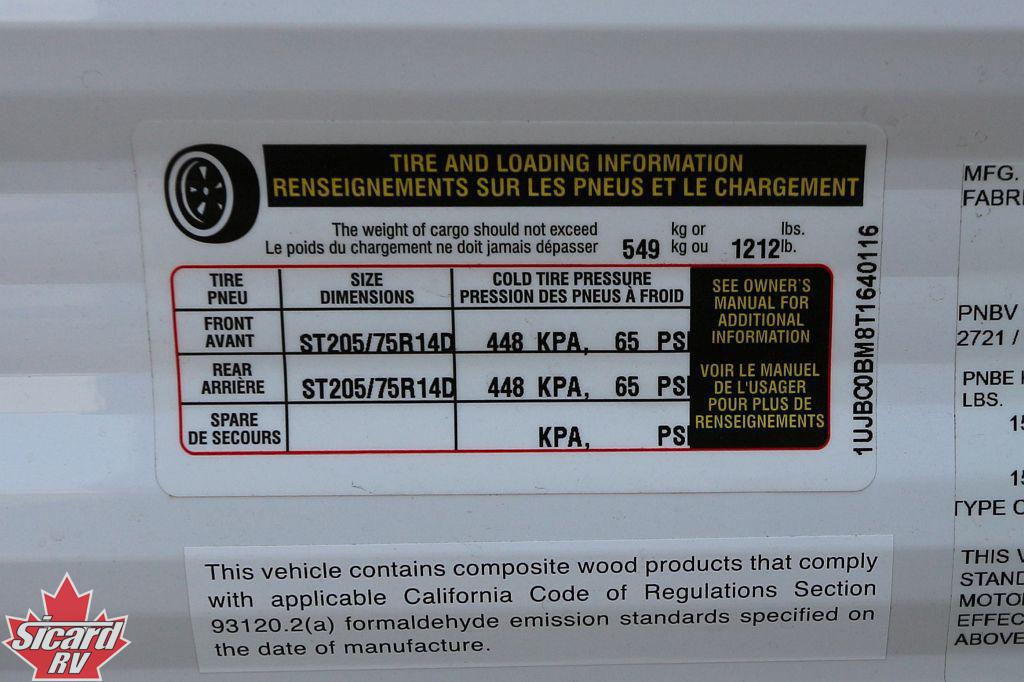 TIRE AND LOADING INFORMATION
RENSEIGNEMENTS SUR LES PNEUS ET LE CHARGEMENT
The weight of cargo should not exceed
Le poids du chargement ne doit jamais dépasser
549 kg or
kg ou
1212 lbs.
lb.
TIRE
PNEU
SIZE
DIMENSIONS
COLD TIRE PRESSURE
PRESSION DES PNEUS À FROID
FRONT
AVANT
ST205/75R14D
448 KPA, 65 PSI
REAR
ARRIÈRE
ST205/75R14D
448 KPA, 65 PSI
SPARE
DE SECOURS
KPA, PSI
SEE OWNER'S
MANUAL FOR
ADDITIONAL
INFORMATION
VOIR LE MANUEL
DE L'USAGER
POUR PLUS DE
RENSEIGNEMENTS
1UJBC0BM8T1640116
This vehicle contains composite wood products that comply
with applicable California Code of Regulations Section
93120.2(a) formaldehyde emission standards specified on
the date of manufacture.
MFG.
FABRI
PNBV
2721 /
PNBE
LBS.
15
15
TYPE
THIS
STAND
MOTO
EFFEC
ABOVE
Sicard
RV